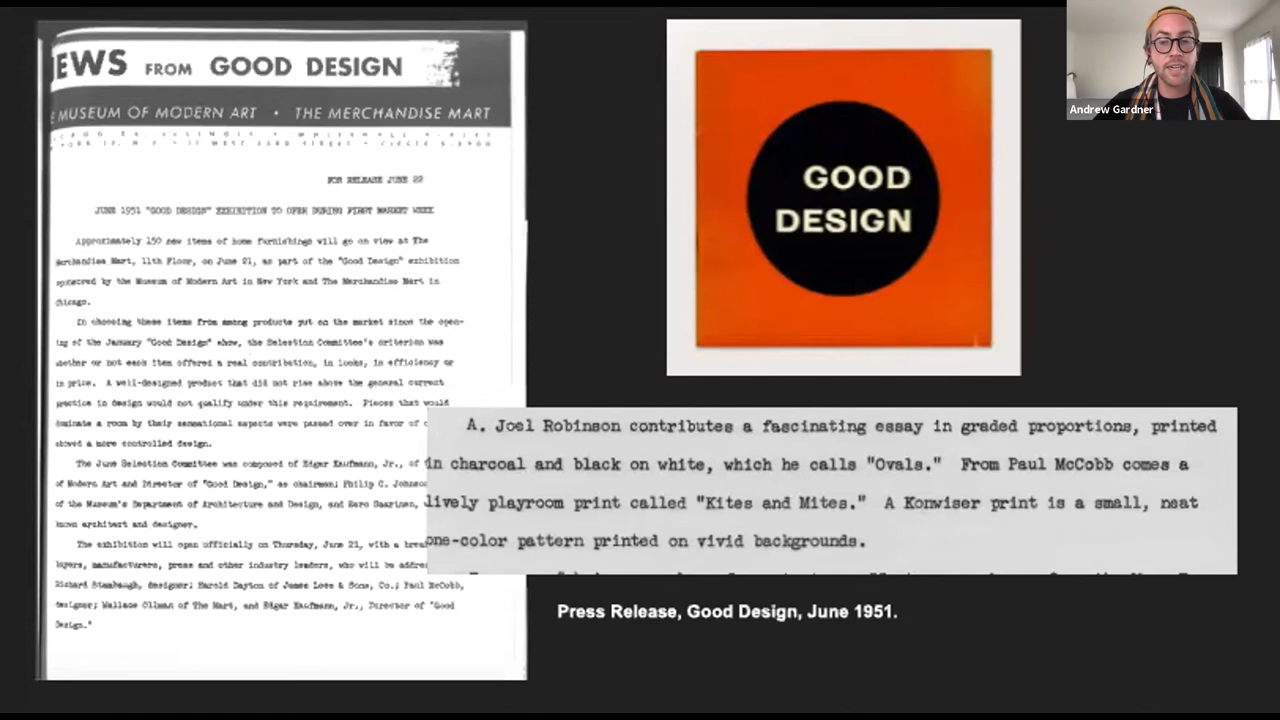 EWS FROM GOOD DESIGN
E MUSEUM OF MODERN ART • THE MERCHANDISE MART
FOR RELEASE JUNE 22
JUNE 1951 "GOOD DESIGN" EXHIBITION TO OPEN DURING FIRST MARKET WEEK
Approximately 150 new items of home furnishings will go on view at The
Merchandise Mart, 11th Floor, on June 21, as part of the "Good Design" exhibition
sponsored by the Museum of Modern Art in New York and The Merchandise Mart in
Chicago.
In choosing these items from among products put on the market since the open-
ing of the January "Good Design" show, the Selection Committee's criterion was
whether or not each item offered a real contribution, in looks, in efficiency or
in price. A well-designed product that did not rise above the general current
practice in design would not qualify under this requirement. Pieces that would
dominate a room by their sensational aspects were passed over in favor of
showed a more controlled design.
The June Selection Committee was composed of Edgar Kaufmann, Jr., of
of Modern Art and Director of "Good Design," as chairman; Philip C. Johnson
of the Museum's Department of Architecture and Design, and Eero Saarinen,
known architect and designer.
The exhibition will open officially on Thursday, June 21, with a brea
buyers, manufacturers, press and other industry leaders, who will be addre
Richard Stambaugh, designer; Harold Dayton of James Lees & Sons, Co.; Paul McCobb,
designer; Wallace Ollman of The Mart, and Edgar Kaufmann, Jr., Director of "Good
Design."
GOOD
DESIGN
Andrew Gardner
A. Joel Robinson contributes a fascinating essay in graded proportions, printed
in charcoal and black on white, which he calls "Ovals." From Paul McCobb comes a
lively playroom print called "Kites and Mites." A Konwiser print is a small, neat
one-color pattern printed on vivid backgrounds.
Press Release, Good Design, June 1951.